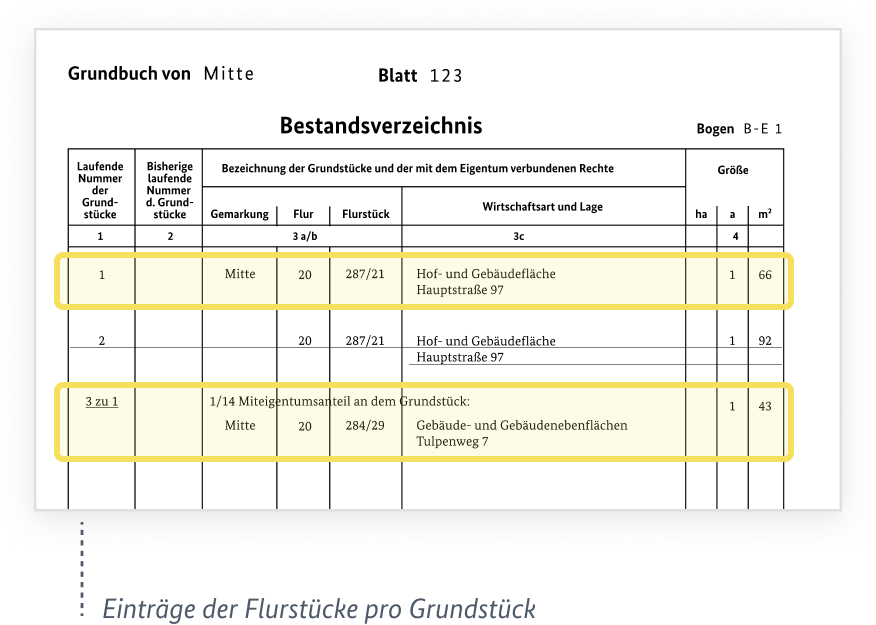 Grundbuch von Mitte Blatt 123
Bestandsverzeichnis
Bogen B-E 1
Laufende Nummer der Grund- stücke
Bisherige laufende Nummer d. Grund- stücke
Bezeichnung der Grundstücke und der mit dem Eigentum verbundenen Rechte
Größe
Gemarkung Flur Flurstück
Wirtschaftsart und Lage
ha a m²
1 2 3 a/b 3c 4
1 Mitte 20 287/21 Hof- und Gebäudefläche 1 66
Hauptstraße 97
2 20 287/21 Hof- und Gebäudefläche 1 92
Hauptstraße 97
3 zu 1 1/14 Miteigentumsanteil an dem Grundstück: 1 43
Mitte 20 284/29 Gebäude- und Gebäudenebenflächen
Tulpenweg 7
Einträge der Flurstücke pro Grundstück